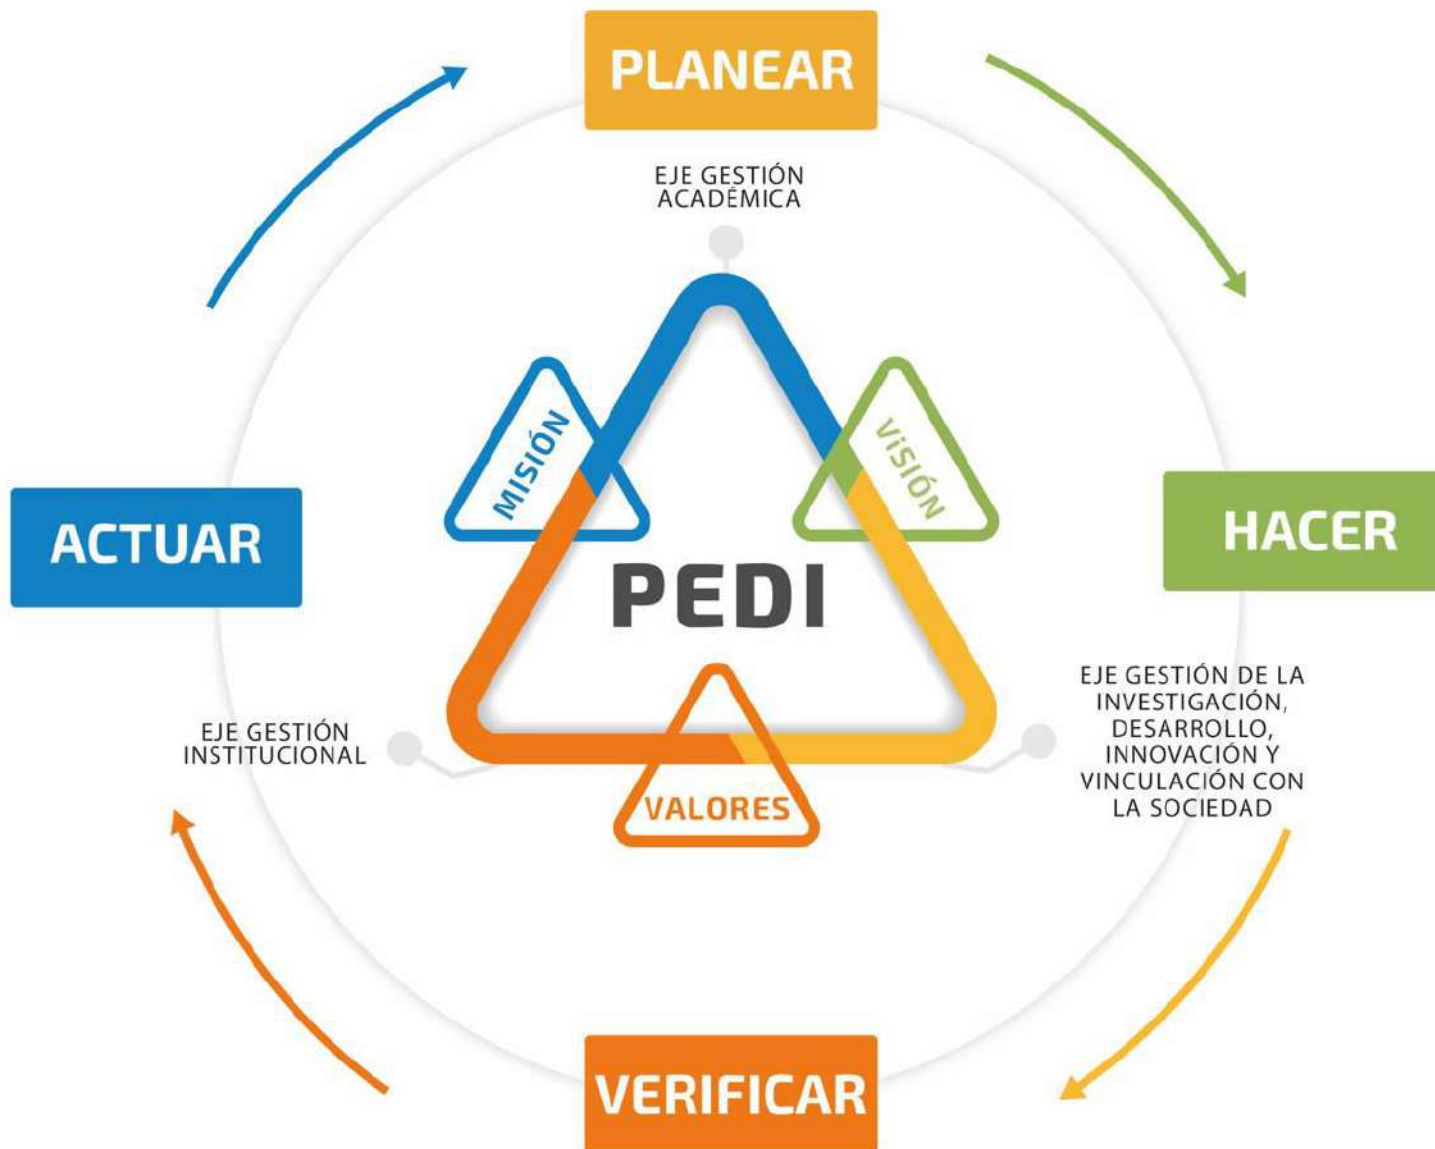 PLANEAR
EJE GESTIÓN
ACADÉMICA
MISIÓN
ViSIÓN
ACTUAR
HACER
PEDI
EJE GESTIÓN
INSTITUCIONAL
EJE GESTIÓN DE LA
INVESTIGACIÓN,
DESARROLLO,
INNOVACIÓN Y
VINCULACIÓN CON
LA SOCIEDAD
VALORES
VERIFICAR